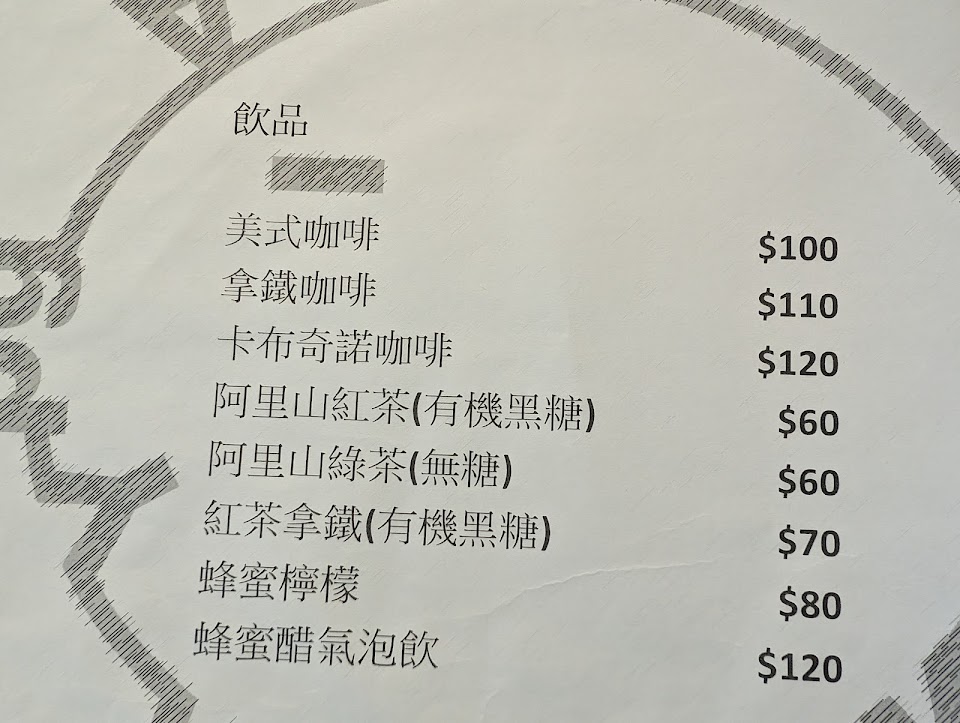 飲品
美式咖啡 $100
拿鐵咖啡 $110
卡布奇諾咖啡 $120
阿里山紅茶(有機黑糖) $60
阿里山綠茶(無糖) $60
紅茶拿鐵(有機黑糖) $70
蜂蜜檸檬 $80
蜂蜜醋氣泡飲 $120